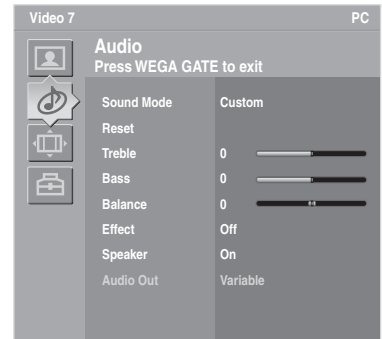 Video 7 PC
Audio
Press WEGA GATE to exit
Sound Mode Custom
Reset
Treble 0
Bass 0
Balance 0
Effect Off
Speaker On
Audio Out Variable